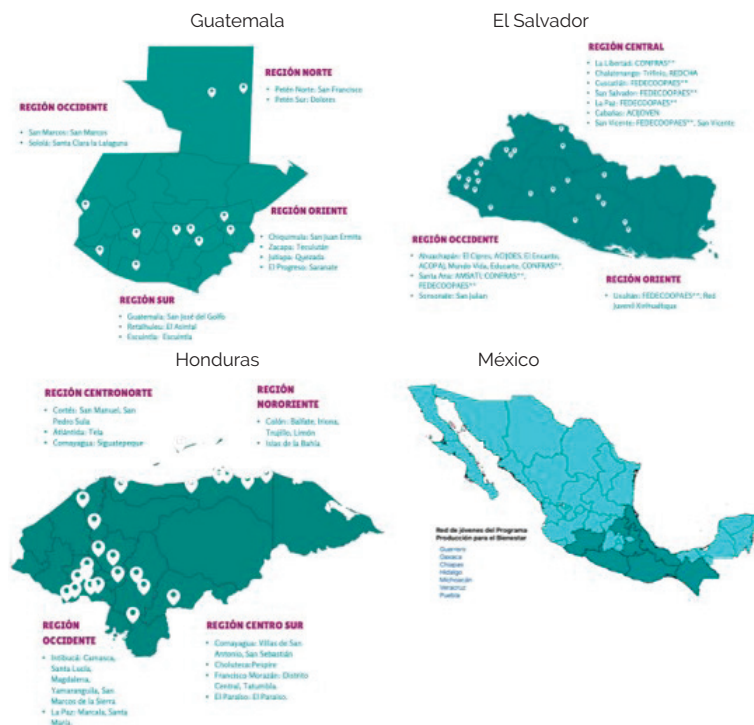 Guatemala
REGIÓN NORTE
• Petén Norte: San Francisco
• Petén Sur: Dolores
REGIÓN OCCIDENTE
• San Marcos: San Marcos
• Sololá: Santa Clara la Lalaguna
REGIÓN ORIENTE
• Chiquimula: San Juan Ermita
• Zacapa: Teculután
• Jutiapa: Quezada
• El Progreso: Sanarate
REGIÓN SUR
• Guatemala: San José del Golfo
• Retalhuleu: El Asintal
• Escuintla: Escuintla
El Salvador
REGIÓN CENTRAL
• La Libertad: CONFRAS**
• Chalatenango: Trifinio, REDCHA
• Cuscatlán: FEDECOOPAES**
• San Salvador: FEDECOOPAES**
• La Paz: FEDECOOPAES**
• Cabañas: ACIJOVEN
• San Vicente: FEDECOOPAES**, San Vicente
REGIÓN OCCIDENTE
• Ahuachapán: El Cipres, ACIJDES, El Encanto,
ACOPAJ, Mundo Vida, Educarte, CONFRAS**.
• Santa Ana: AMSATI; CONFRAS**,
FEDECOOPAES**
• Sonsonate: San Julian
REGIÓN ORIENTE
• Usulután: FEDECOOPAES**; Red
Juvenil Xirihualtique
Honduras
REGIÓN CENTRONORTE
• Cortés: San Manuel, San
Pedro Sula
• Atlántida: Tela
• Comayagua: Siguatepeque
REGIÓN
NORORIENTE
• Colón: Balfate, Iriona,
Trujillo, Limón
• Islas de la Bahía
REGIÓN
OCCIDENTE
• Intibucá: Camasca,
Santa Lucía,
Magdalena,
Yamaranguila, San
Marcos de la Sierra.
• La Paz: Marcala, Santa
María.
REGIÓN CENTRO SUR
• Comayagua: Villas de San
Antonio, San Sebastián
• Choluteca: Pespire
• Francisco Morazán: Distrito
Central, Tatumbla.
• El Paraíso: El Paraíso.
México
Red de jóvenes del Programa
Producción para el Bienestar
Guerrero
Oaxaca
Chiapas
Hidalgo
Michoacán
Veracruz
Puebla